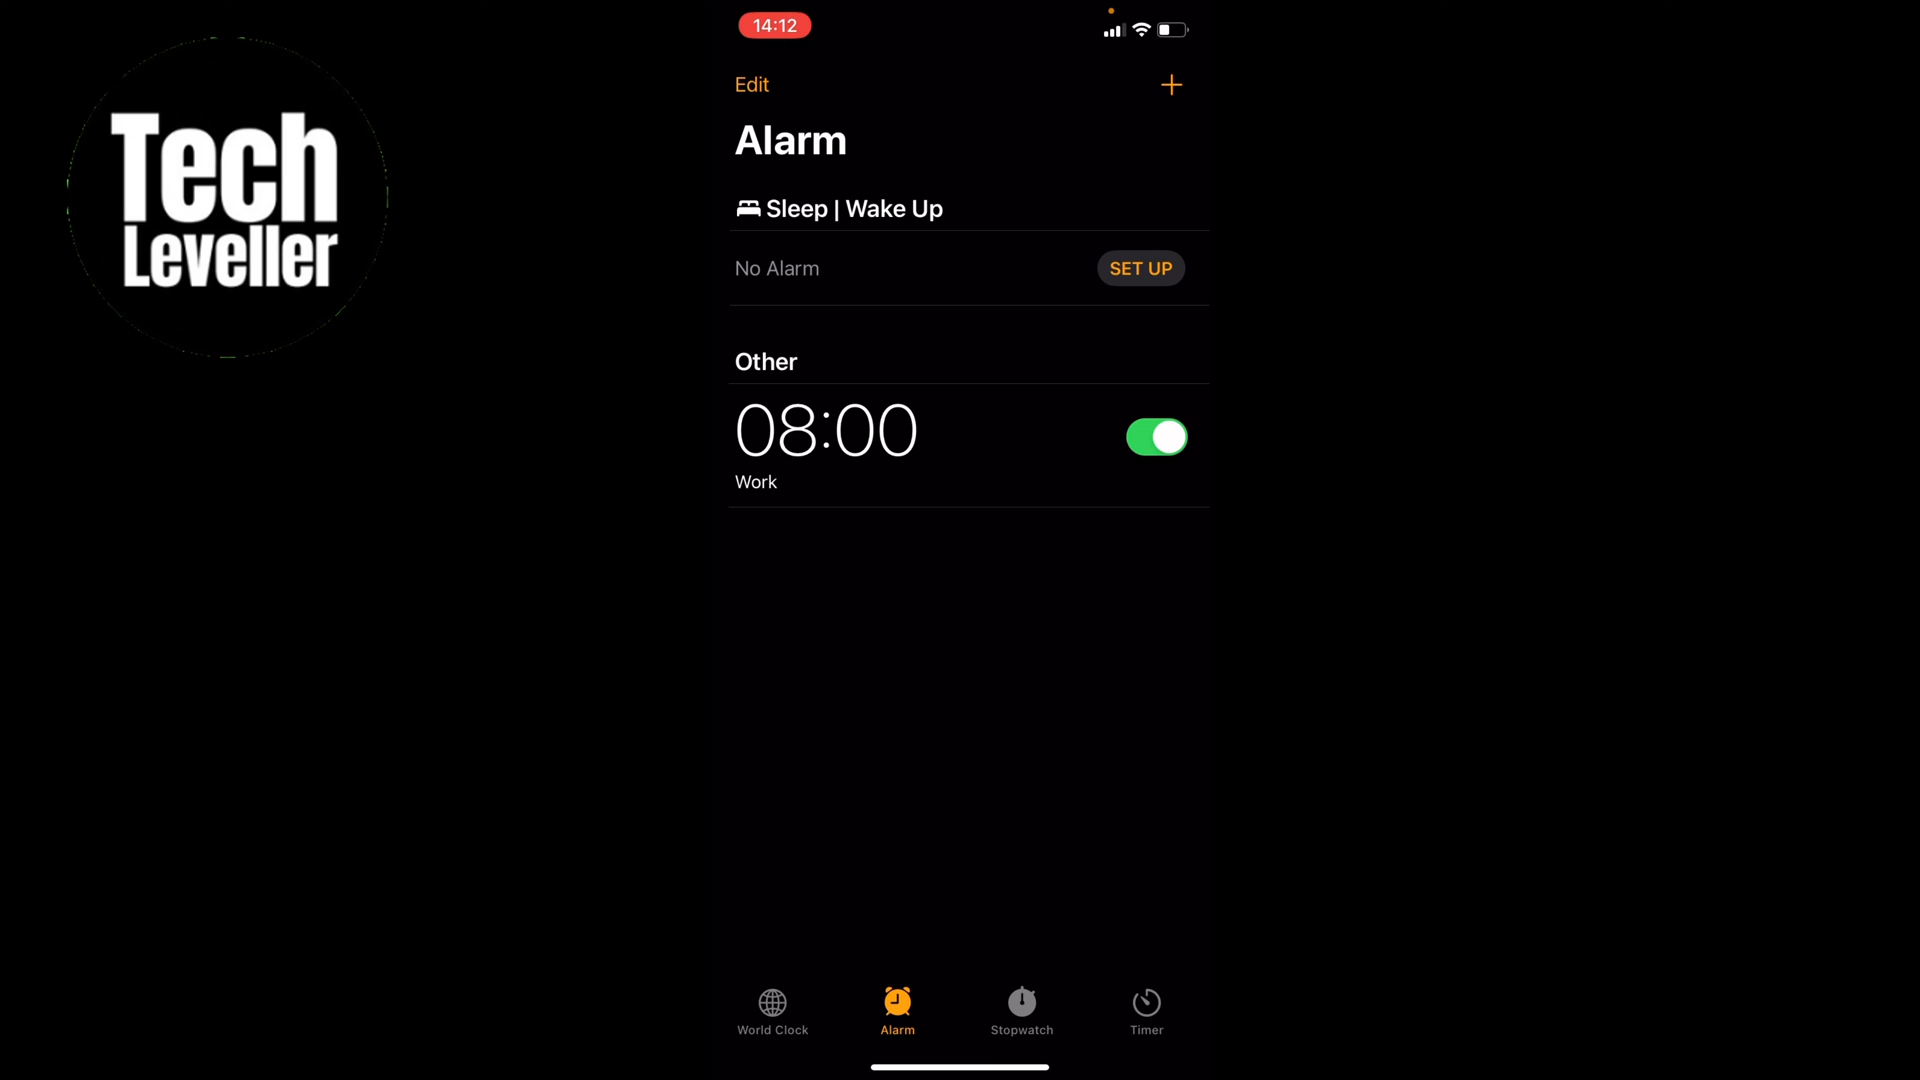 Tech
Leveller
14:12
Edit
Alarm
Sleep | Wake Up
No Alarm
SET UP
Other
08:00
Work
World Clock
Alarm
Stopwatch
Timer